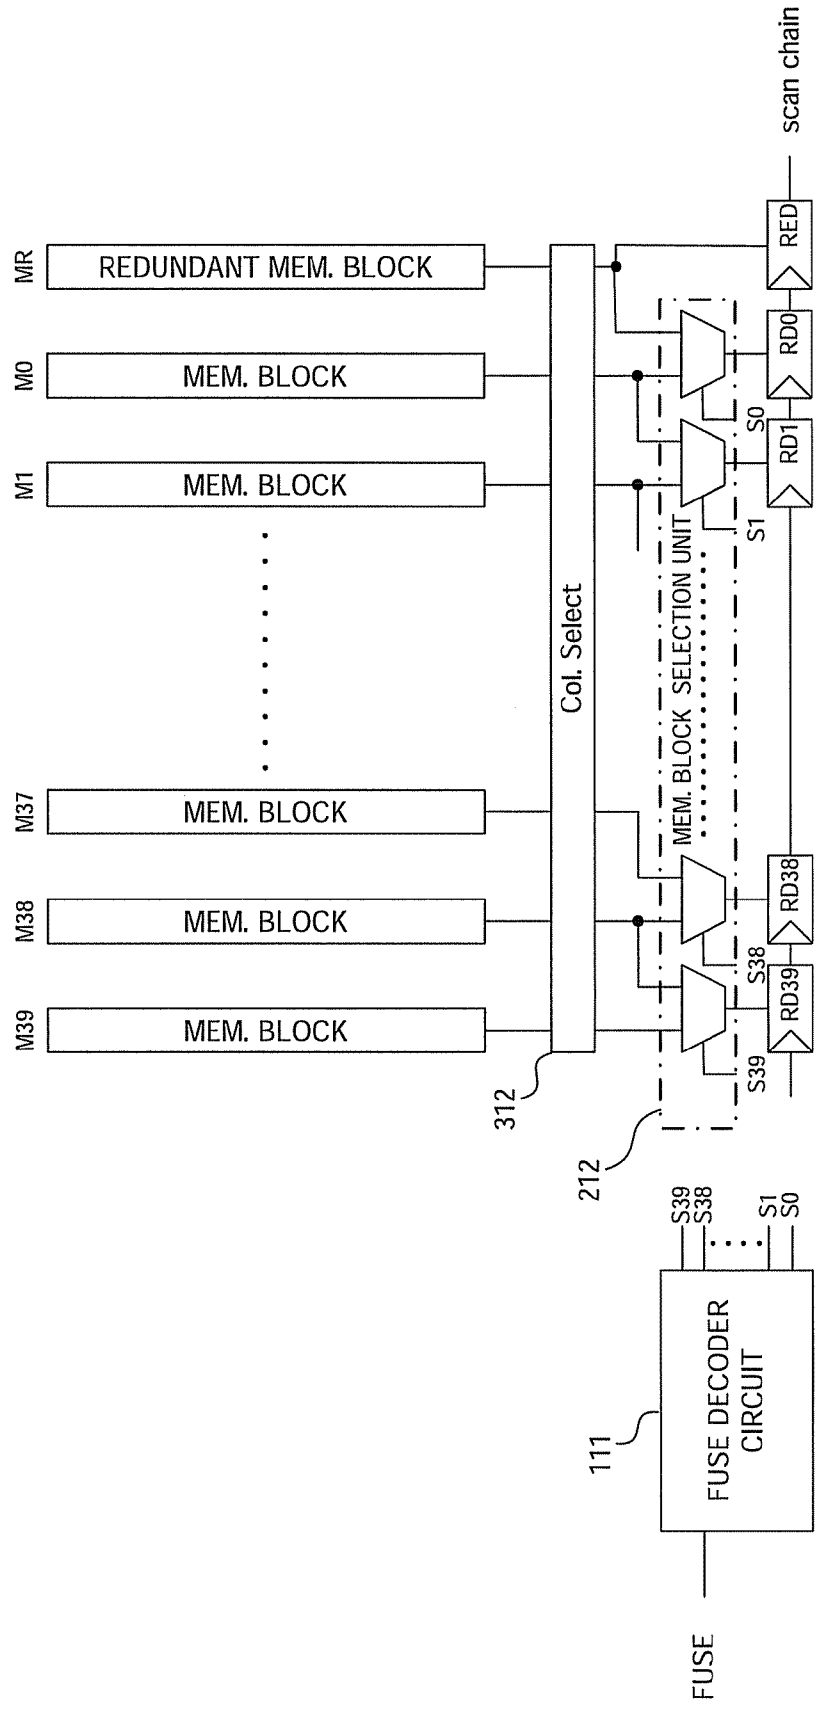 M39
M38
M37
M1
M0
MR
MEM. BLOCK
MEM. BLOCK
MEM. BLOCK
MEM. BLOCK
MEM. BLOCK
REDUNDANT MEM. BLOCK
312
Col. Select
212
MEM. BLOCK SELECTION UNIT
S39
S38
S1
S0
RD39
RD38
RD1
RD0
RED
scan chain
111
FUSE
FUSE DECODER
CIRCUIT
S39
S38
S1
S0